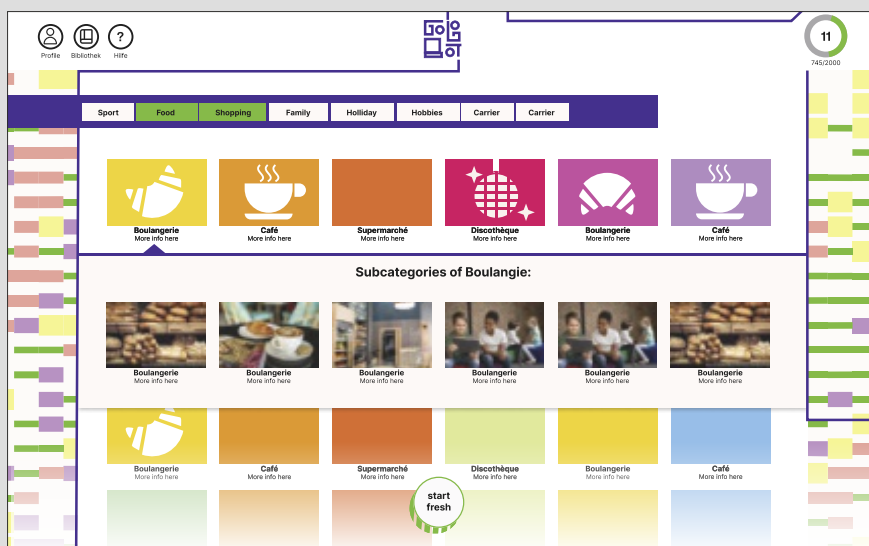 GOLO
GOT
11
Profile Bibliothek Hilfe
745/2000
Sport Food Shopping Family Holliday Hobbies Carrier Carrier
Boulangerie Café Supermarché Discothèque Boulangerie Café
More info here More info here More info here More info here More info here More info here
Subcategories of Boulangie:
Boulangerie Boulangerie Boulangerie Boulangerie Boulangerie Boulangerie
More info here More info here More info here More info here More info here More info here
Boulangerie Café Supermarché Discothèque Boulangerie Café
More info here More info here More info here More info here More info here More info here
start
fresh